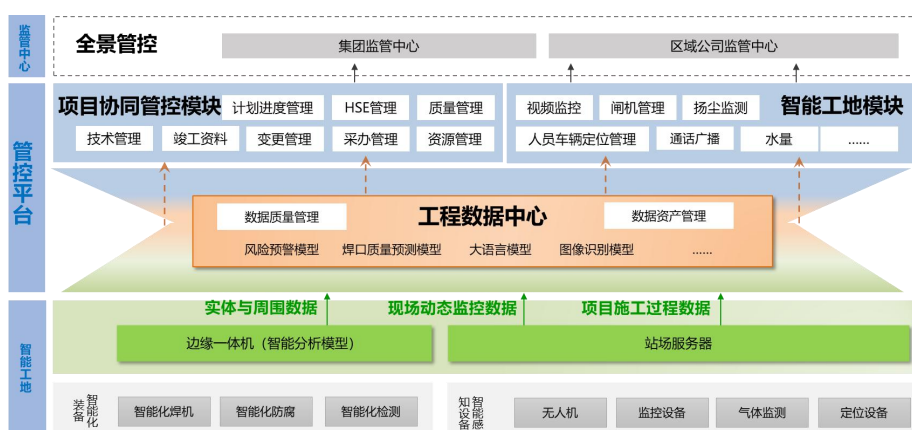 监管中心
全景管控
集团监管中心
区域公司监管中心
管控平台
项目协同管控模块
计划进度管理
HSE管理
质量管理
技术管理
竣工资料
变更管理
采办管理
资源管理
视频监控
闸机管理
扬尘监测
智能工地模块
人员车辆定位管理
通话广播
水量
......
数据质量管理
工程数据中心
数据资产管理
风险预警模型
焊口质量预测模型
大语言模型
图像识别模型
......
智能工地
实体与周围数据
现场动态监控数据
项目施工过程数据
边缘一体机（智能分析模型）
站场服务器
智能化装备
智能化焊机
智能化防腐
智能化检测
智能感知设备
无人机
监控设备
气体监测
定位设备